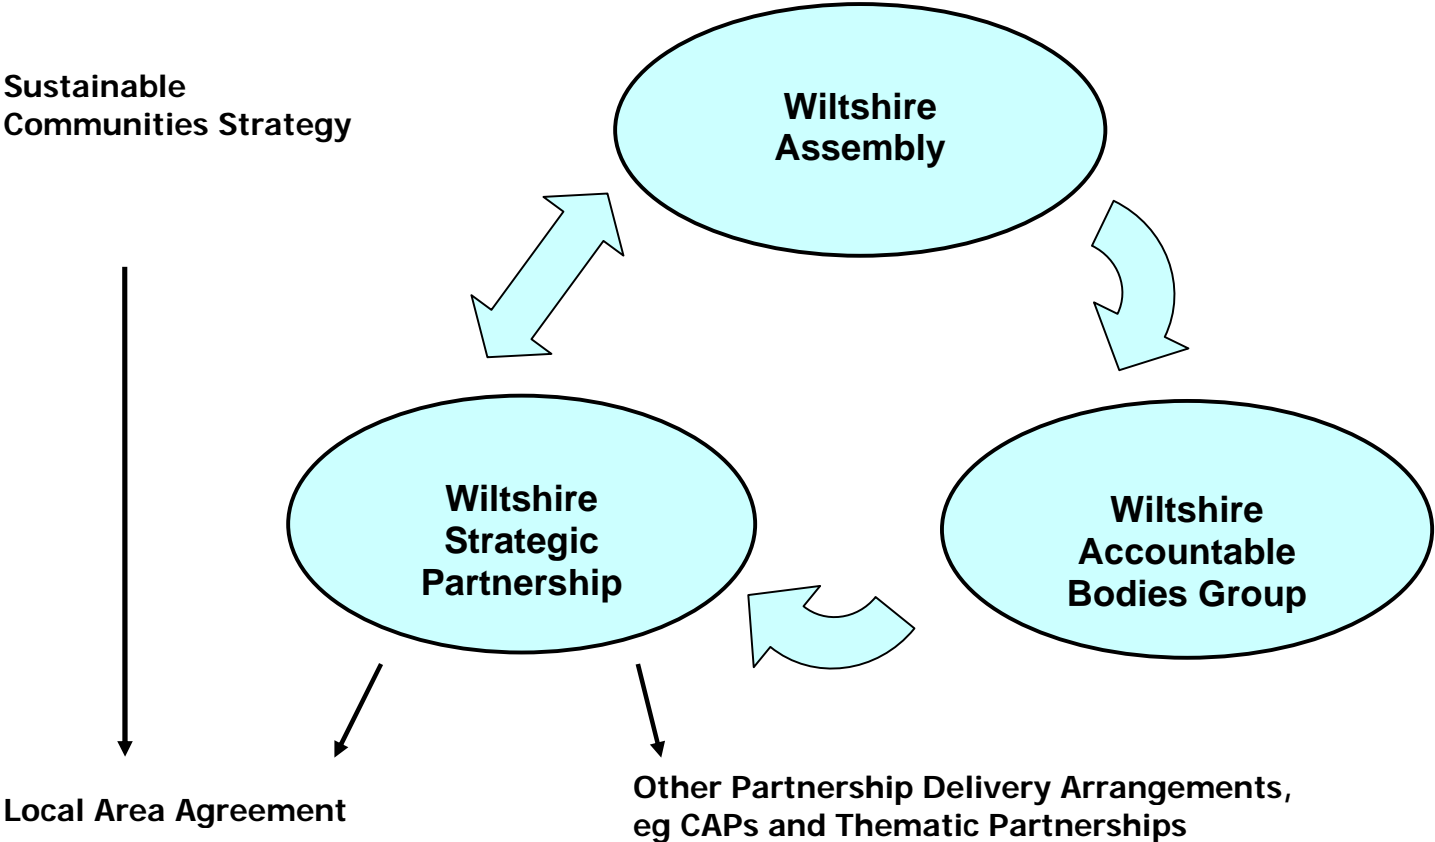 Sustainable
Communities Strategy
Wiltshire
Assembly
Wiltshire
Strategic
Partnership
Wiltshire
Accountable
Bodies Group
Local Area Agreement
Other Partnership Delivery Arrangements,
eg CAPs and Thematic Partnerships